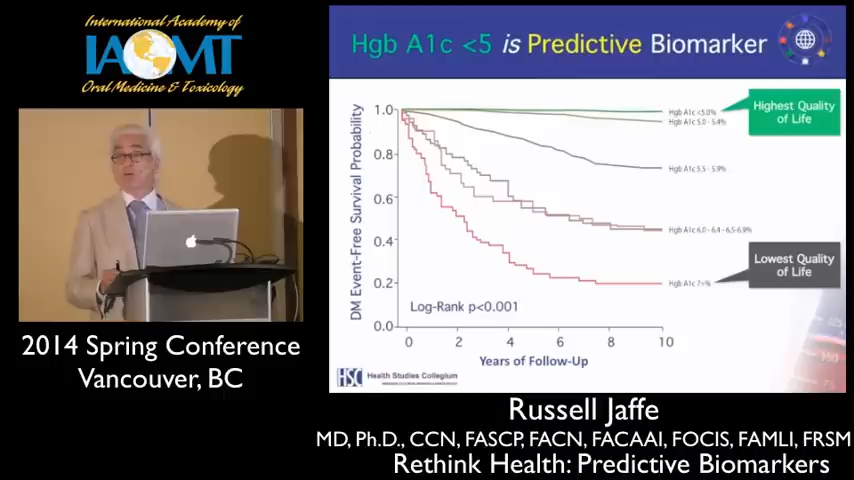 International Academy of
IAOMT
Oral Medicine & Toxicology
2014 Spring Conference
Vancouver, BC
Hgb A1c <5 is Predictive Biomarker
DM Event-Free Survival Probability
1.0
0.8
0.6
0.4
0.2
0.0
0 2 4 6 8 10
Years of Follow-Up
Log-Rank p<0.001
Hgb A1c <5.0%
Hgb A1c 5.0 - 5.4%
Hgb A1c 5.5 - 5.9%
Hgb A1c 6.0 - 6.4 - 6.5-6.9%
Hgb A1c 7+%
Highest Quality
of Life
Lowest Quality
of Life
HSC Health Studies Collegium
Russell Jaffe
MD, Ph.D., CCN, FASCP, FACN, FACAAI, FOCIS, FAMLI, FRSM
Rethink Health: Predictive Biomarkers